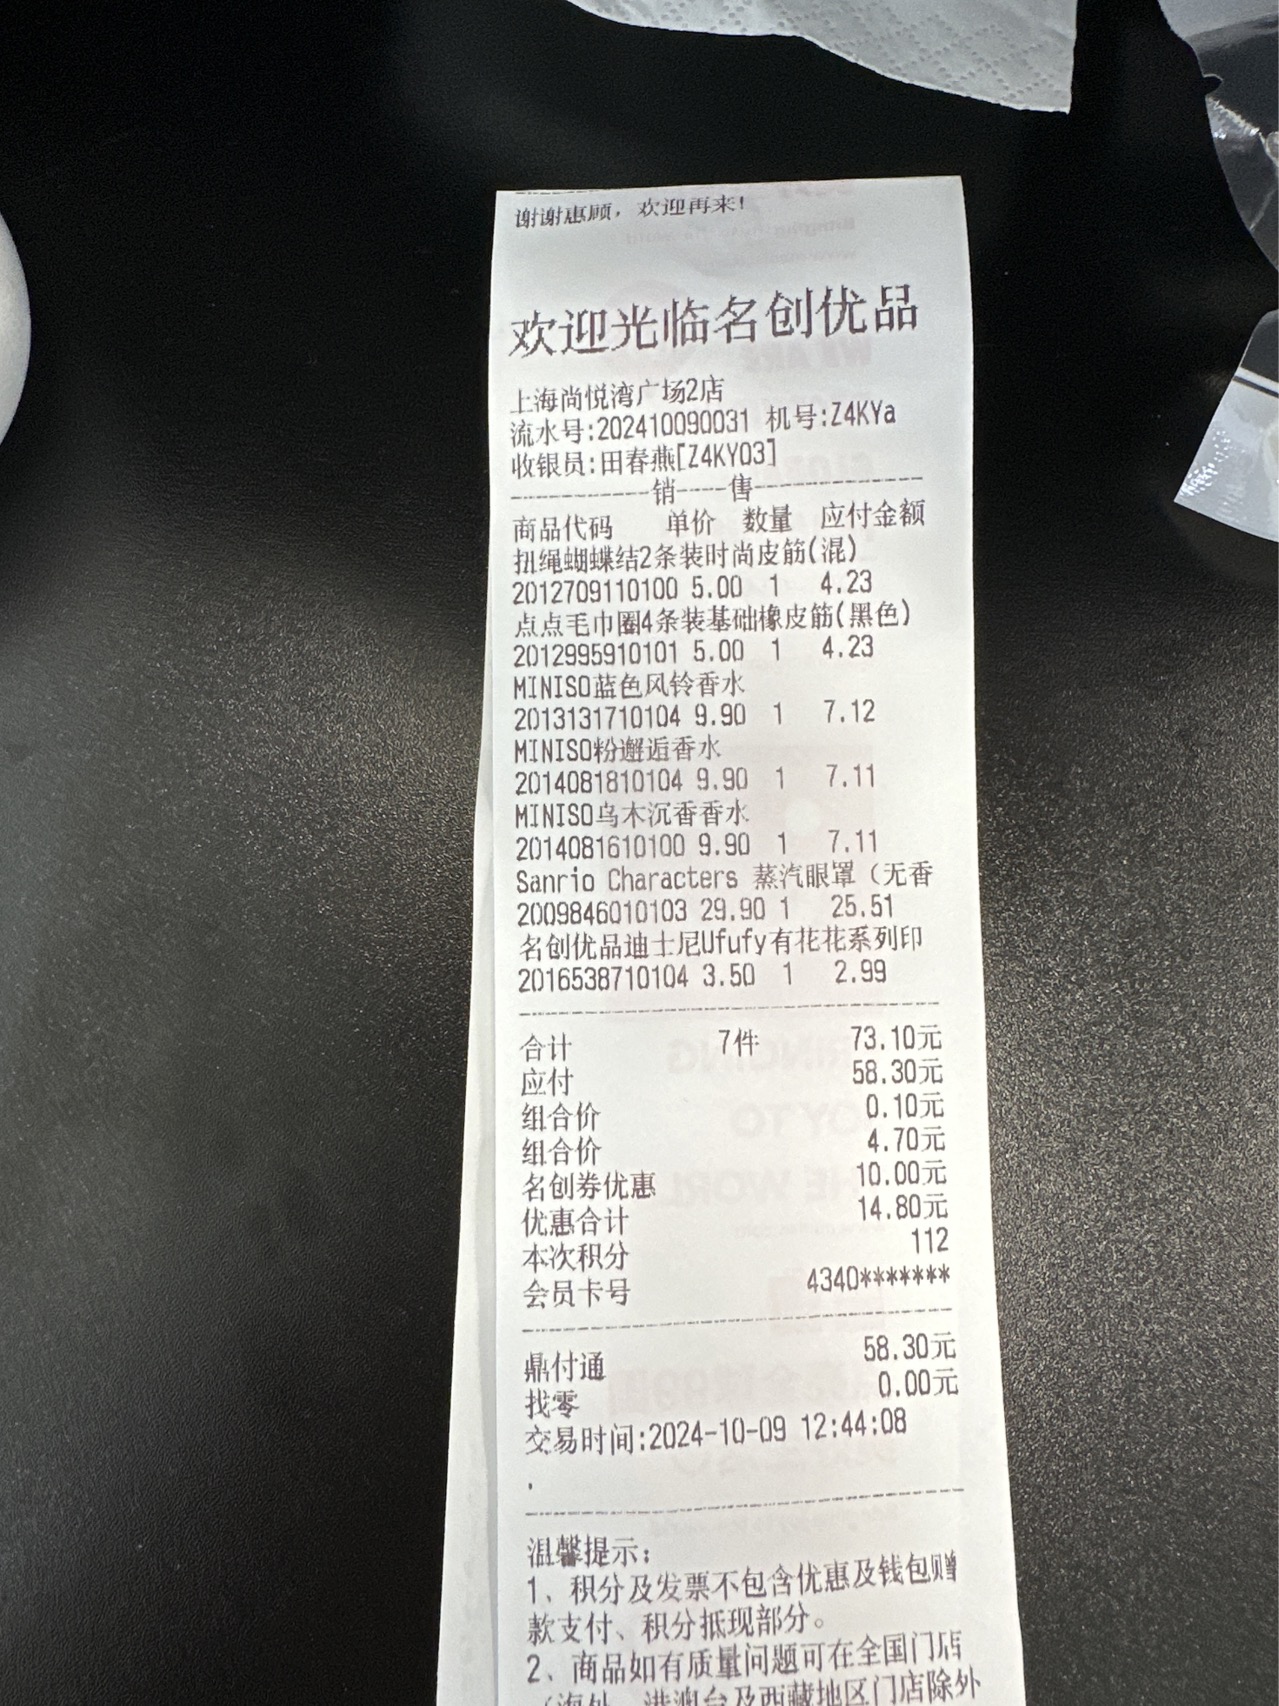 谢谢惠顾，欢迎再来！
欢迎光临名创优品
上海尚悦湾广场2店
流水号:202410090031 机号:Z4KYa
收银员:田春燕[Z4KY03]
-----------销----售--------------
商品代码 单价 数量 应付金额
扭绳蝴蝶结2条装时尚皮筋(混)
2012709110100 5.00 1 4.23
点点毛巾圈4条装基础橡皮筋(黑色)
2012995910101 5.00 1 4.23
MINISO蓝色风铃香水
2013131710104 9.90 1 7.12
MINISO粉邂逅香水
2014081810104 9.90 1 7.11
MINISO乌木沉香香水
2014081610100 9.90 1 7.11
Sanrio Characters 蒸汽眼罩（无香
2009846010103 29.90 1 25.51
名创优品迪士尼Ufufy有花花系列印
2016538710104 3.50 1 2.99
合计 7件 73.10元
应付 58.30元
组合价 0.10元
组合价 4.70元
名创券优惠 10.00元
优惠合计 14.80元
本次积分 112
会员卡号 4340*******
鼎付通 58.30元
找零 0.00元
交易时间:2024-10-09 12:44:08
.
温馨提示：
1、积分及发票不包含优惠及钱包赠
款支付、积分抵现部分。
2、商品如有质量问题可在全国门店
（海外、港澳台及西藏地区门店除外